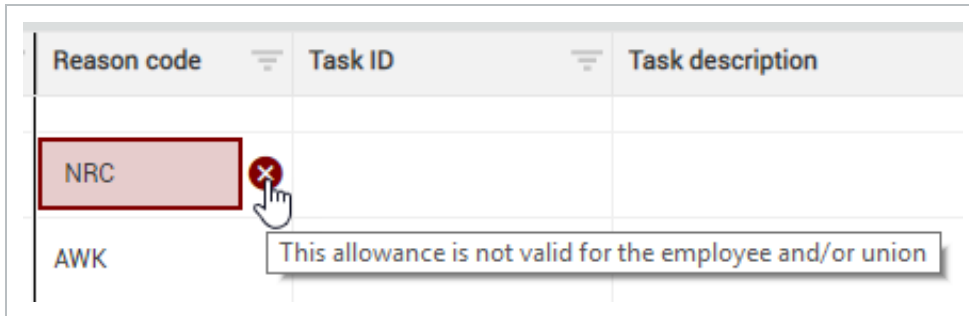 Reason code Task ID Task description
NRC
This allowance is not valid for the employee and/or union
AWK